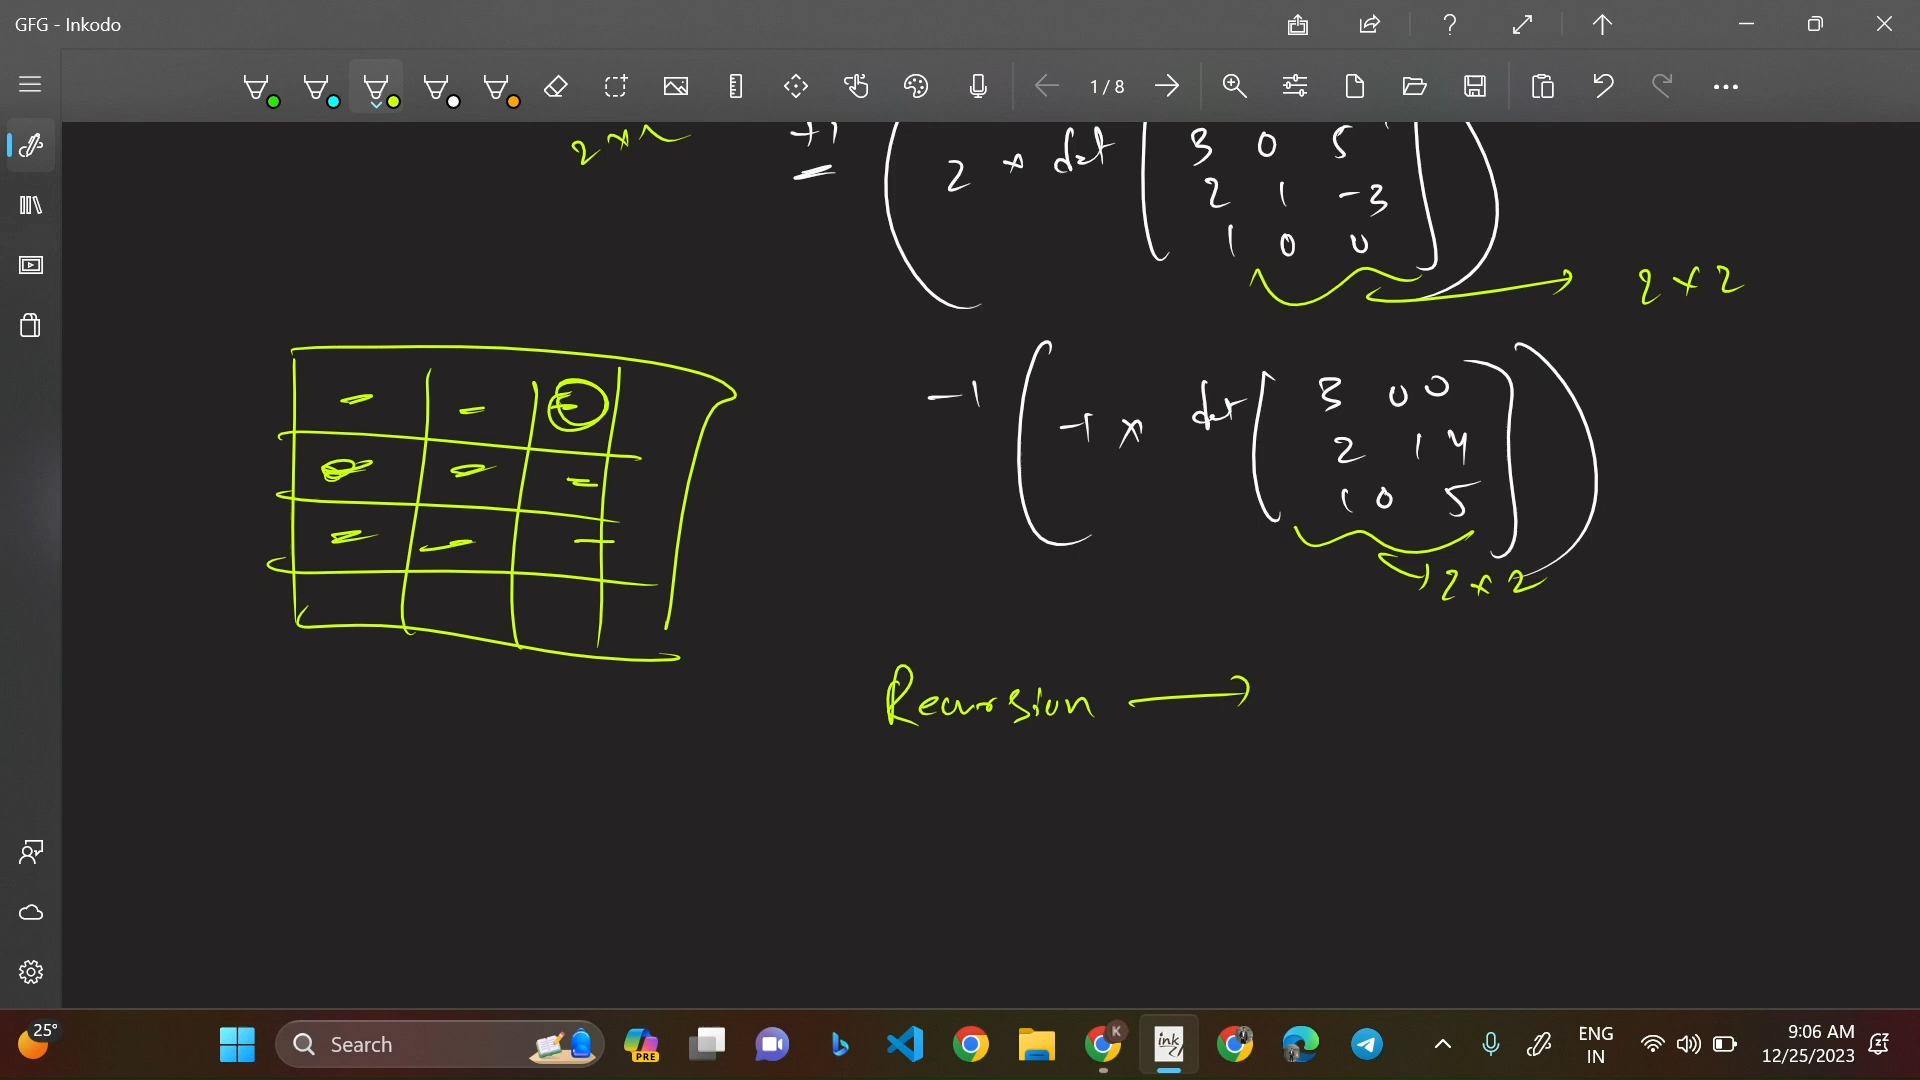 GFG - Inkodo
1 / 8
+1
2 × det
3 0 5
2 1 -3
1 0 0
2 × 2
-1
-1 × det
3 0 0
2 1 4
1 0 5
2 × 2
Recursion →
25°
Search
PRE
K
ink
ENG
IN
9:06 AM
12/25/2023